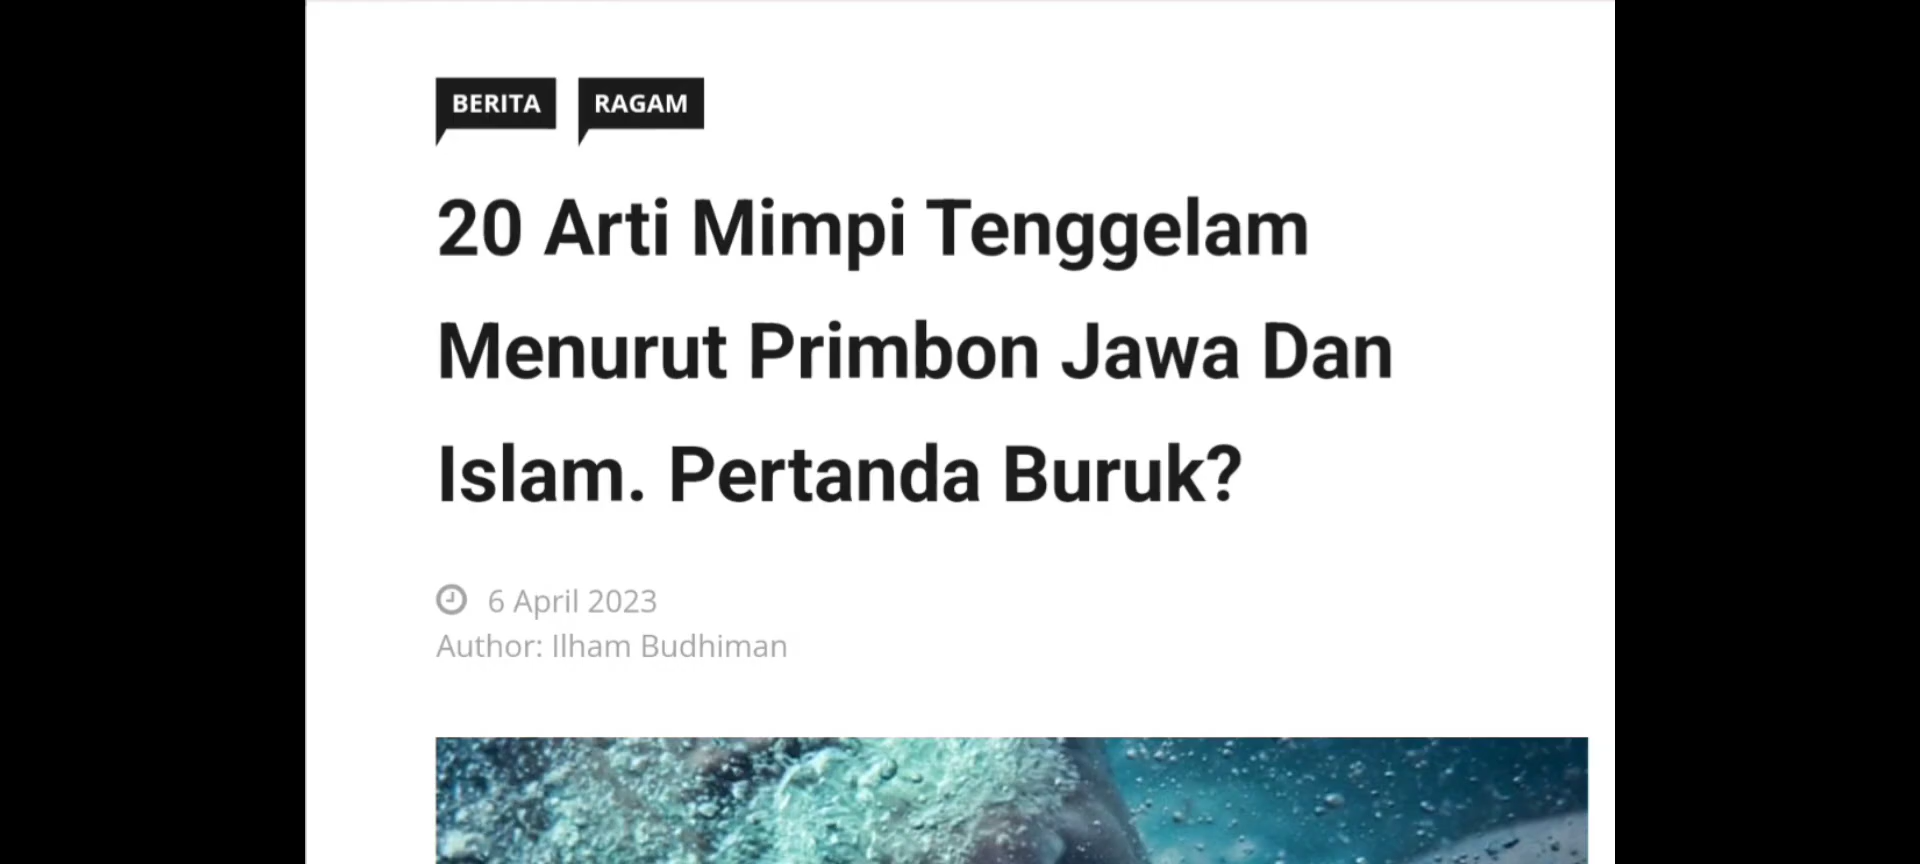 BERITA RAGAM
20 Arti Mimpi Tenggelam
Menurut Primbon Jawa Dan
Islam. Pertanda Buruk?
6 April 2023
Author: Ilham Budhiman